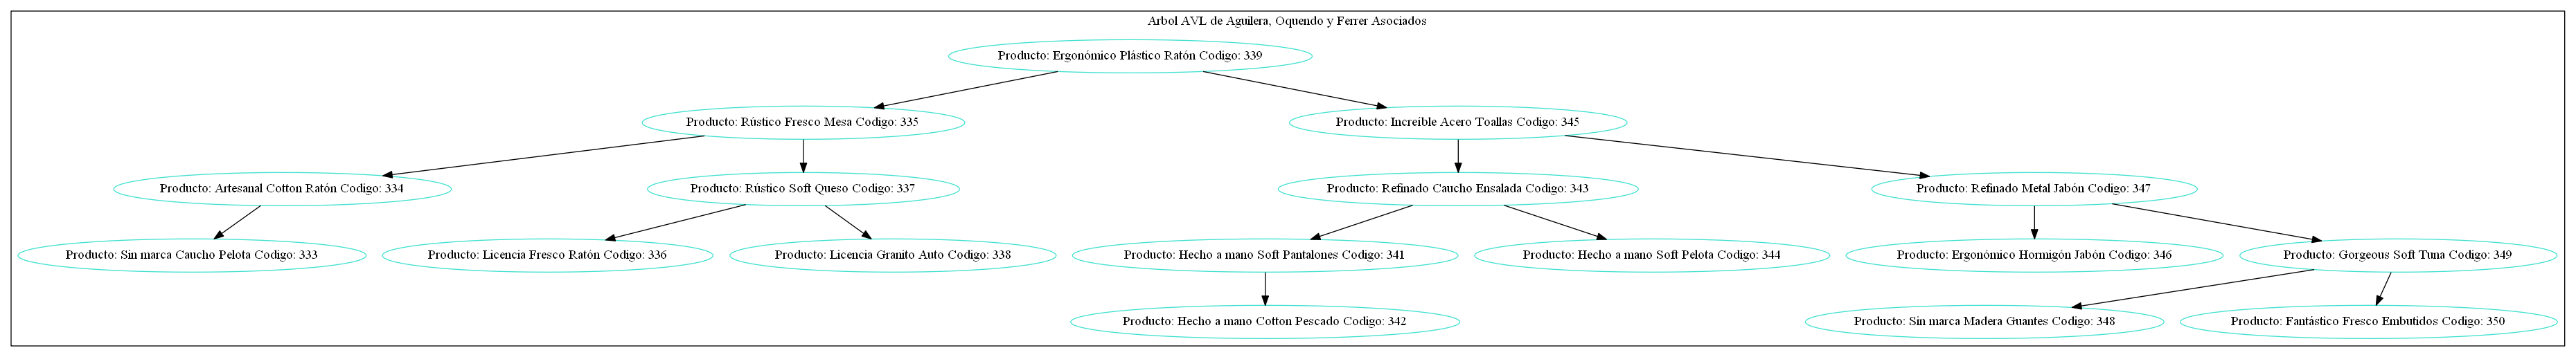 Arbol AVL de Aguilera, Oquendo y Ferrer Asociados
Producto: Ergonómico Plástico Ratón Codigo: 339
Producto: Rústico Fresco Mesa Codigo: 335
Producto: Increíble Acero Toallas Codigo: 345
Producto: Artesanal Cotton Ratón Codigo: 334
Producto: Rústico Soft Queso Codigo: 337
Producto: Refinado Caucho Ensalada Codigo: 343
Producto: Refinado Metal Jabón Codigo: 347
Producto: Sin marca Caucho Pelota Codigo: 333
Producto: Licencia Fresco Ratón Codigo: 336
Producto: Licencia Granito Auto Codigo: 338
Producto: Hecho a mano Soft Pantalones Codigo: 341
Producto: Hecho a mano Soft Pelota Codigo: 344
Producto: Ergonómico Hormigón Jabón Codigo: 346
Producto: Gorgeous Soft Tuna Codigo: 349
Producto: Hecho a mano Cotton Pescado Codigo: 342
Producto: Sin marca Madera Guantes Codigo: 348
Producto: Fantástico Fresco Embutidos Codigo: 350